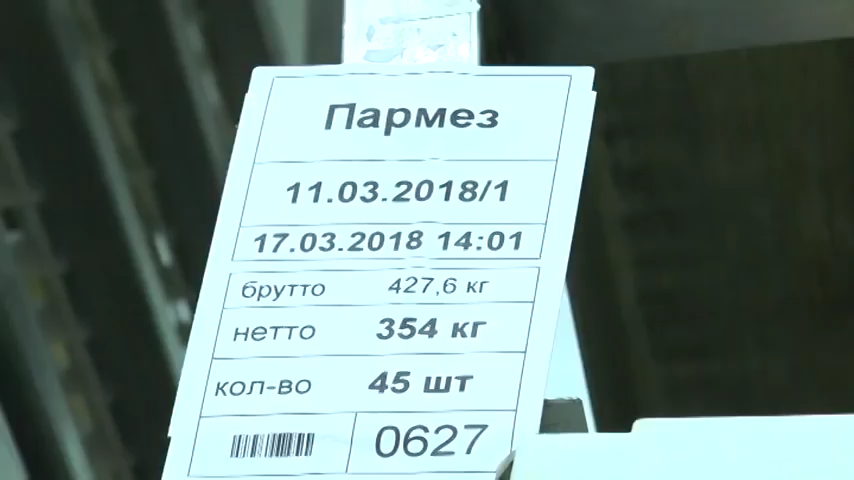 Пармез
11.03.2018/1
17.03.2018 14:01
брутто 427,6 кг
нетто 354 кг
кол-во 45 шт
0627